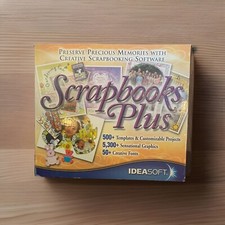 Preserve Precious Memories with
Creative Scrapbooking Software
Scrapbooks
Plus
500+ Templates & Customizable Projects
5,300+ Sensational Graphics
50+ Creative Fonts
IDEASOFT